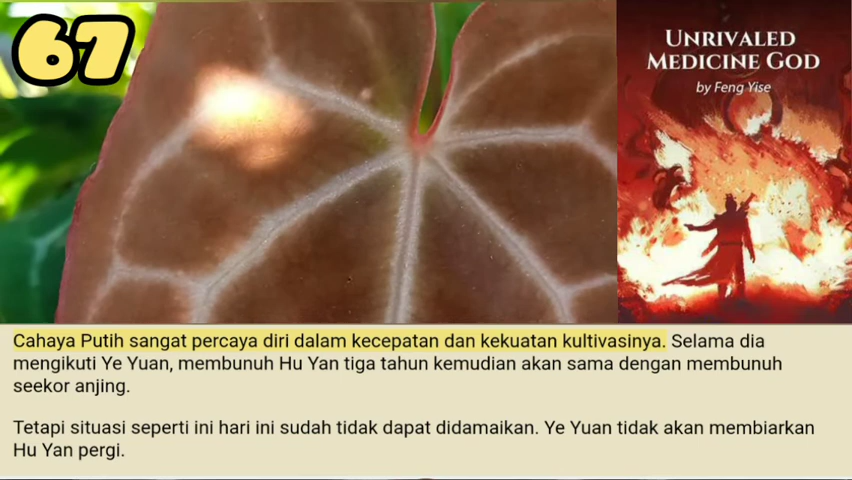 67
UNRIVALED
MEDICINE GOD
by Feng Yise
Cahaya Putih sangat percaya diri dalam kecepatan dan kekuatan kultivasinya. Selama dia
mengikuti Ye Yuan, membunuh Hu Yan tiga tahun kemudian akan sama dengan membunuh
seekor anjing.
Tetapi situasi seperti ini hari ini sudah tidak dapat didamaikan. Ye Yuan tidak akan membiarkan
Hu Yan pergi.